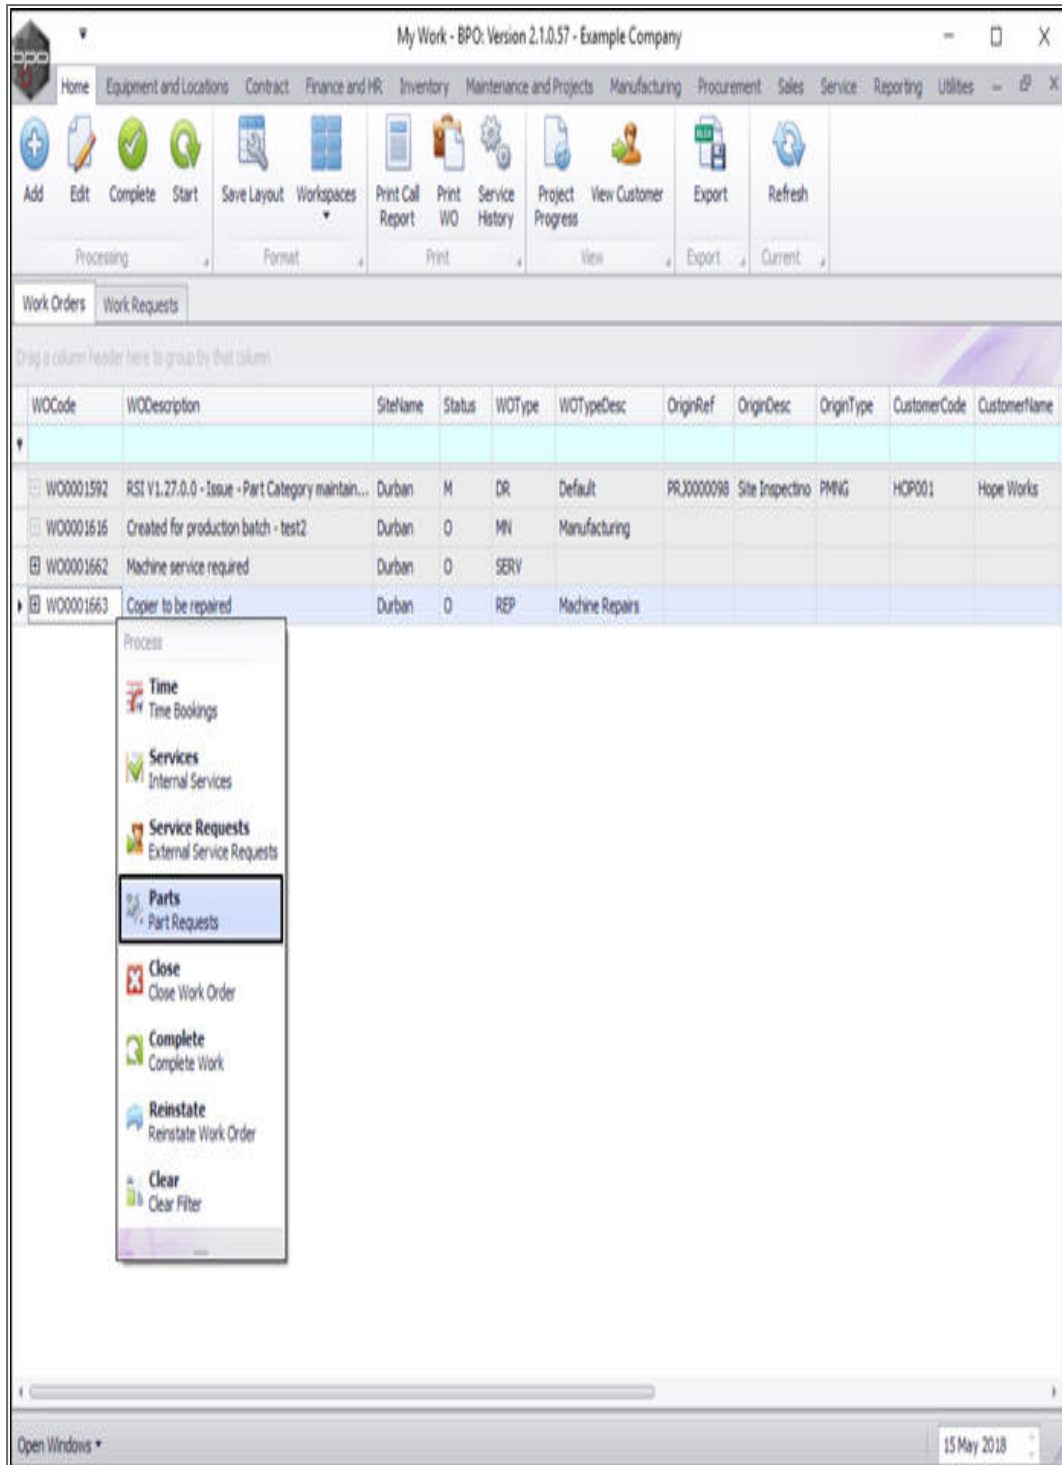 My Work - BPO: Version 2.1.0.57 - Example Company
bpo
Home Equipment and Locations Contract Finance and HR Inventory Maintenance and Projects Manufacturing Procurement Sales Service Reporting Utilities
Add Edit Complete Start Save Layout Workspaces Print Call Report Print WO Service History Project Progress View Customer Export Refresh
Processing Format Print View Export Current
Work Orders Work Requests
Drag a column header here to group by that column
WOCode WODescription SiteName Status WOType WOTypeDesc OriginRef OriginDesc OriginType CustomerCode CustomerName
WO0001592 RSI V1.27.0.0 - Issue - Part Category maintain... Durban M DR Default PRJ0000098 Site Inspectino PMNG HOP001 Hope Works
WO0001616 Created for production batch - test2 Durban O MN Manufacturing
WO0001662 Machine service required Durban O SERV
WO0001663 Copier to be repaired Durban O REP Machine Repairs
Process
Time
Time Bookings
Services
Internal Services
Service Requests
External Service Requests
Parts
Part Requests
Close
Close Work Order
Complete
Complete Work
Reinstate
Reinstate Work Order
Clear
Clear Filter
Open Windows 15 May 2018